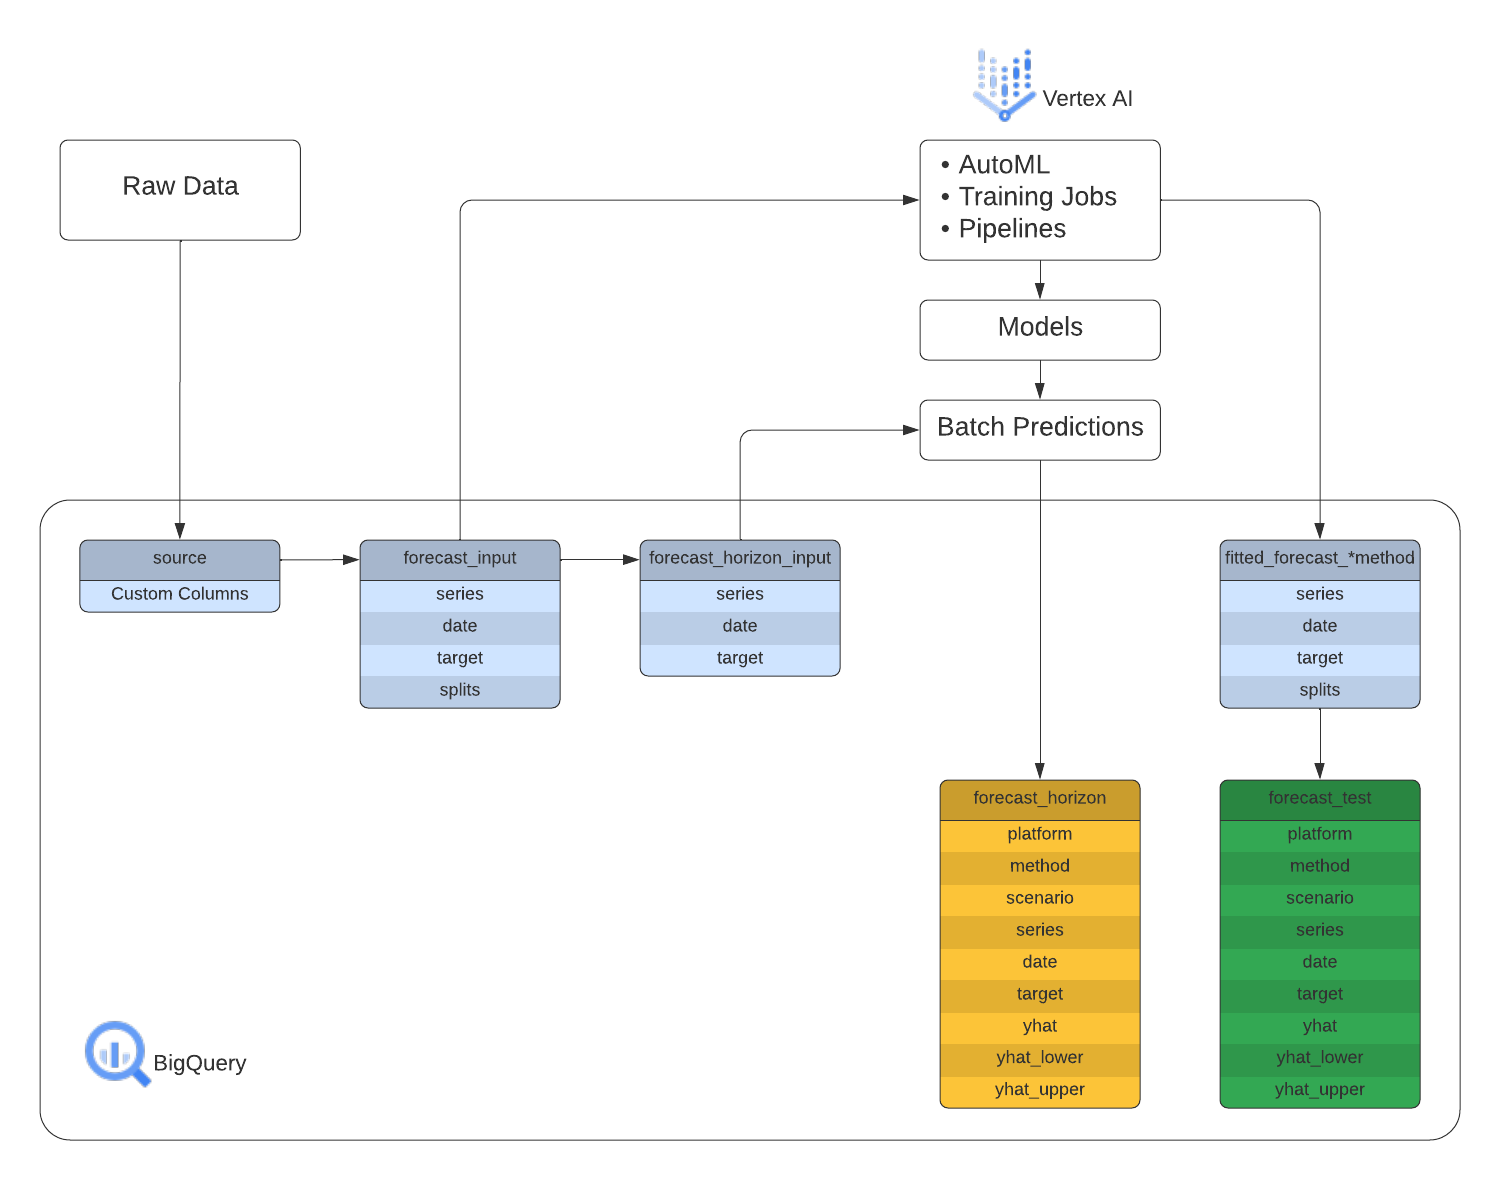 Vertex AI
Raw Data
• AutoML
• Training Jobs
• Pipelines
Models
Batch Predictions
source
Custom Columns
forecast_input
series
date
target
splits
forecast_horizon_input
series
date
target
fitted_forecast_*method
series
date
target
splits
forecast_horizon
platform
method
scenario
series
date
target
yhat
yhat_lower
yhat_upper
forecast_test
platform
method
scenario
series
date
target
yhat
yhat_lower
yhat_upper
BigQuery